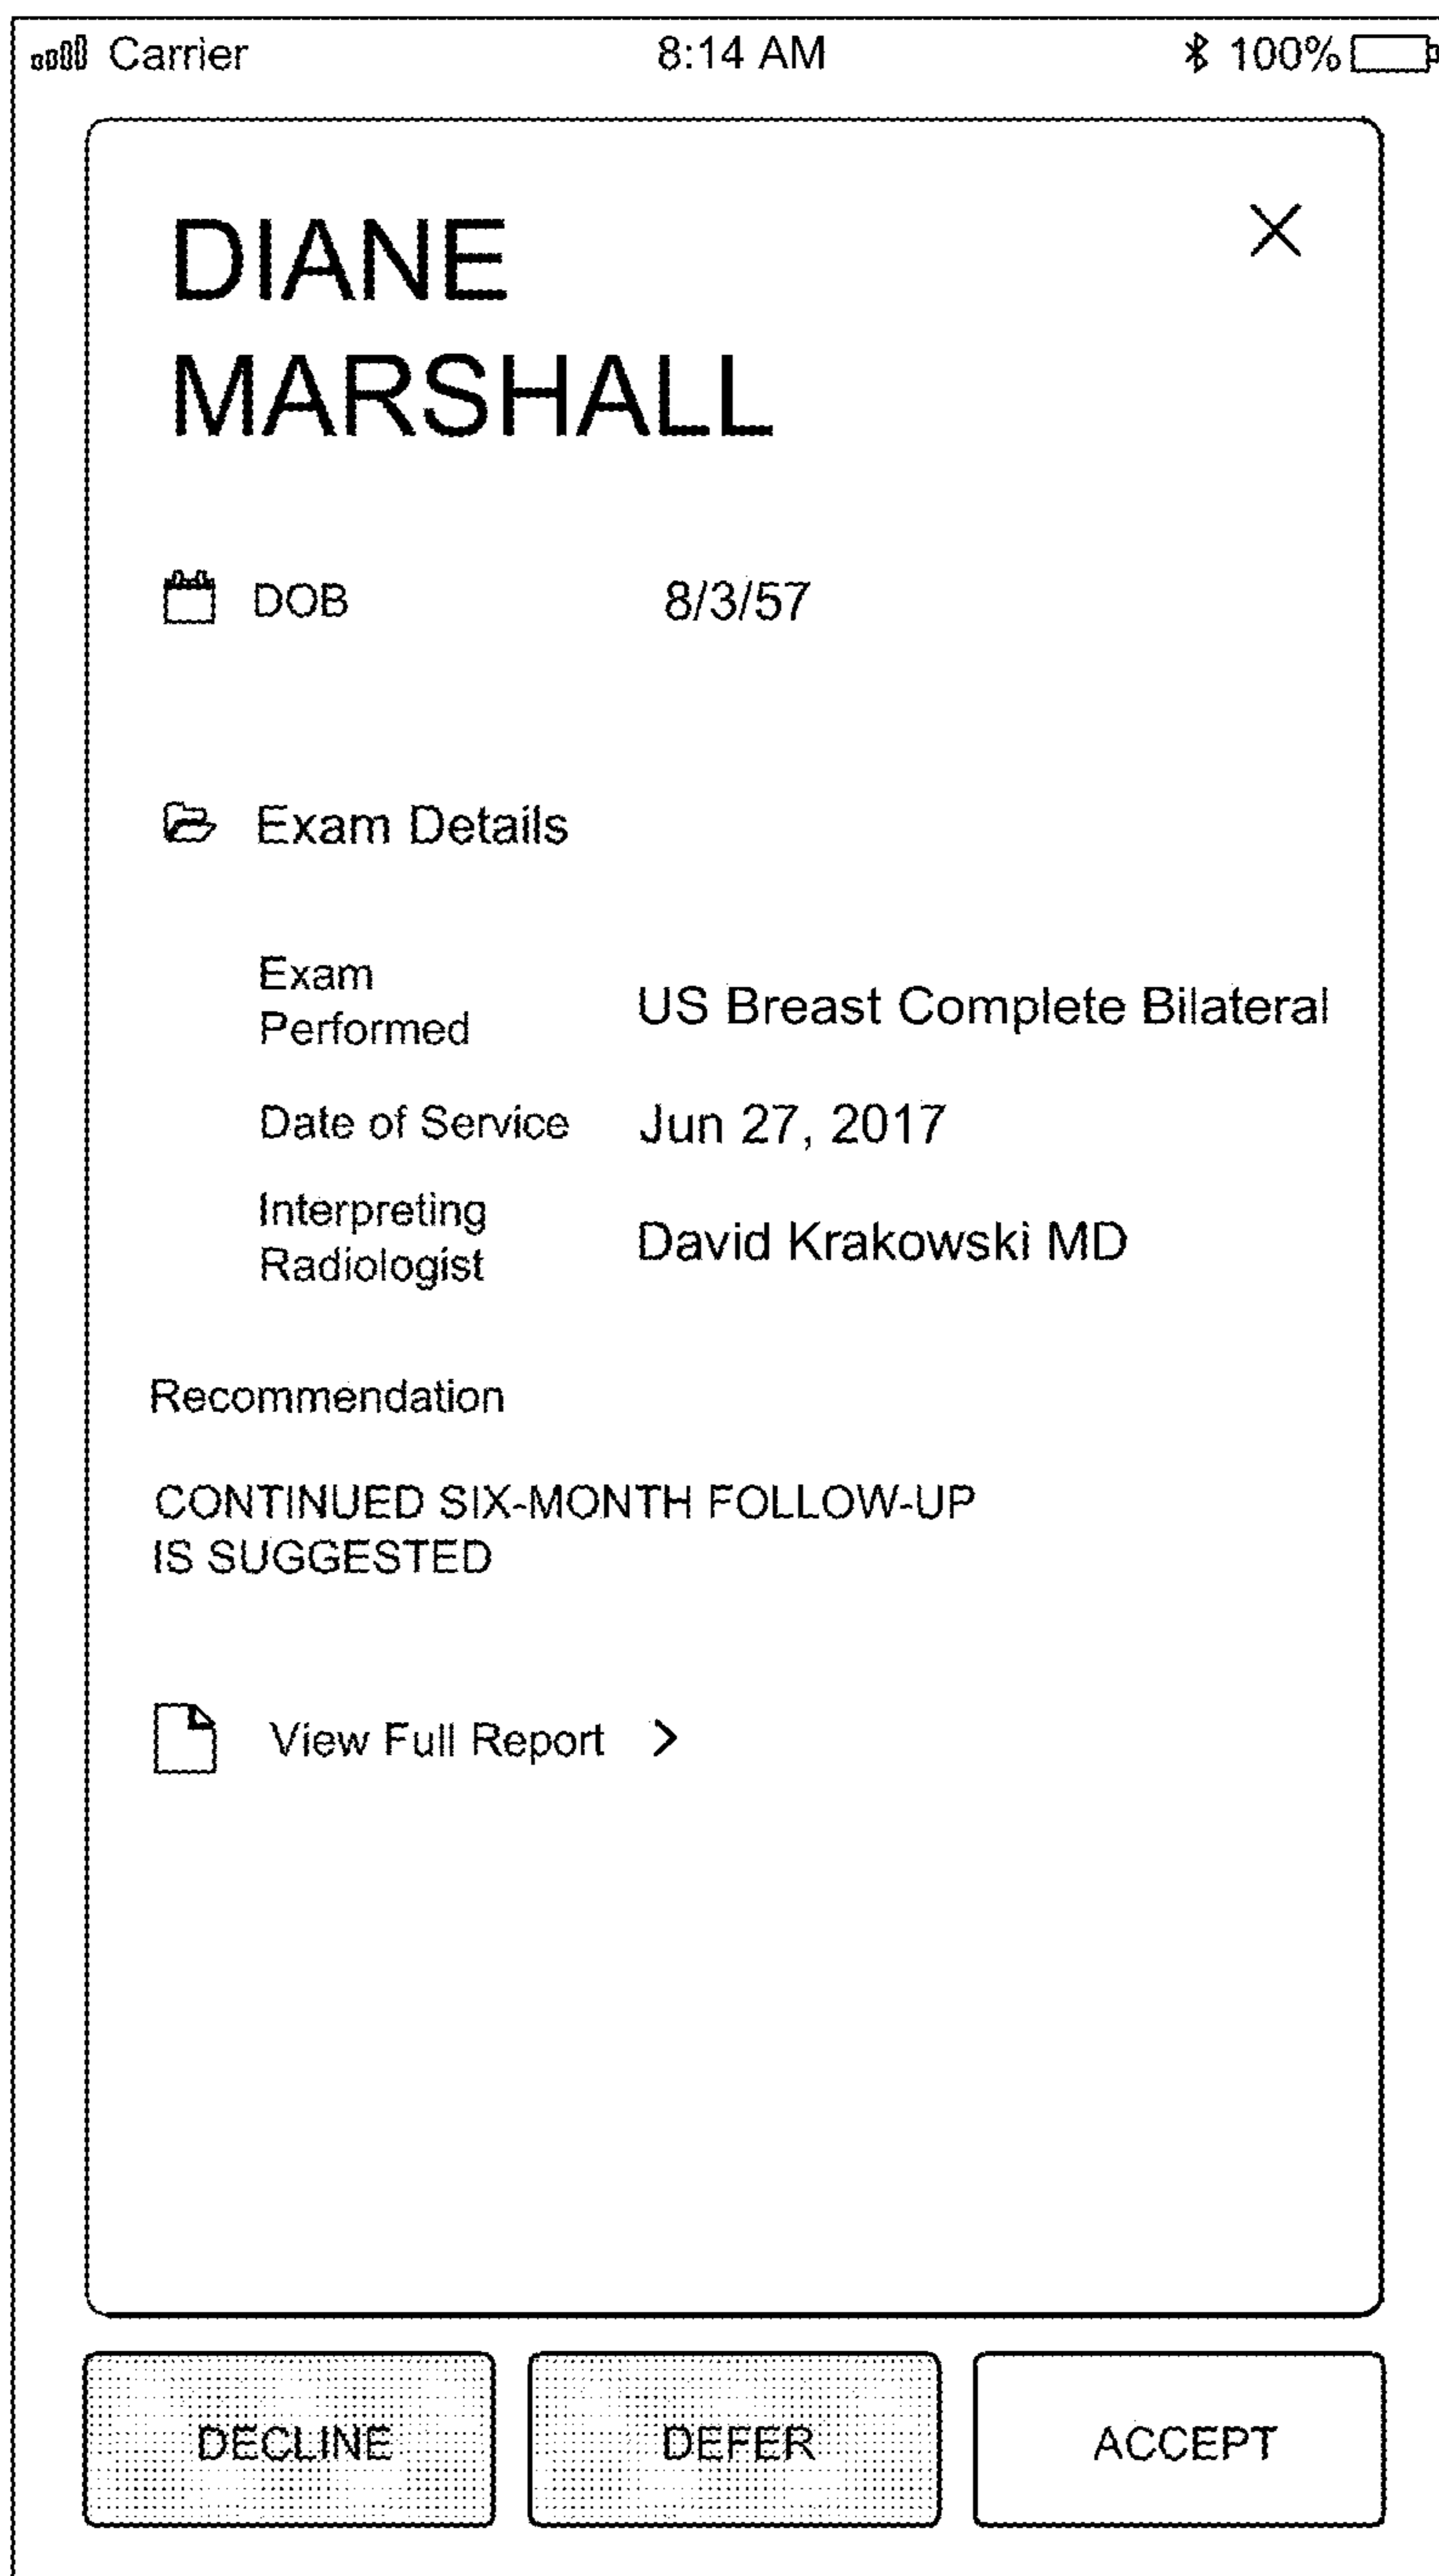 Carrier 8:14 AM 100%
DIANE
MARSHALL
DOB 8/3/57
Exam Details
Exam
Performed
US Breast Complete Bilateral
Date of Service Jun 27, 2017
Interpreting
Radiologist
David Krakowski MD
Recommendation
CONTINUED SIX-MONTH FOLLOW-UP
IS SUGGESTED
View Full Report >
DECLINE DEFER ACCEPT